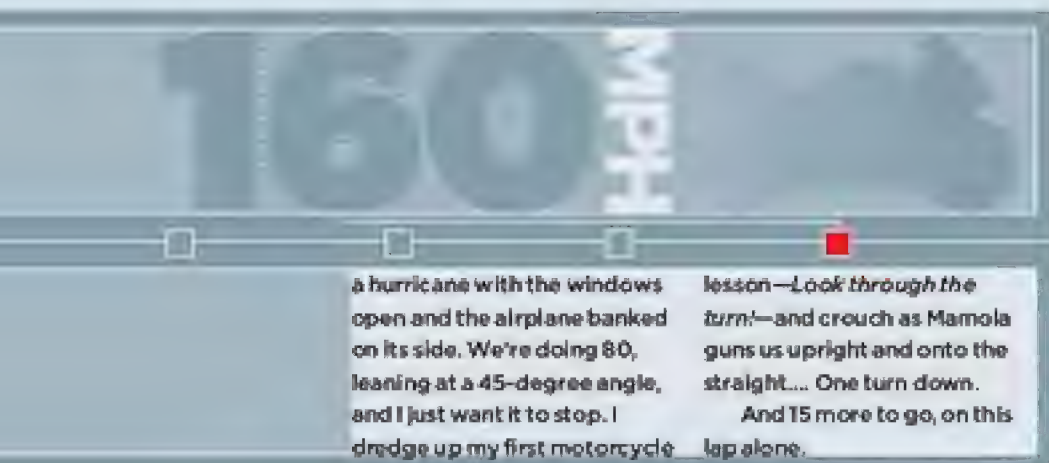 160 MPH
a hurricane with the windows
open and the airplane banked
on its side. We're doing 80,
leaning at a 45-degree angle,
and I just want it to stop. I
dredge up my first motorcycle
lesson—Look through the
turn!—and crouch as Mamola
guns us upright and onto the
straight.... One turn down.
And 15 more to go, on this
lap alone.